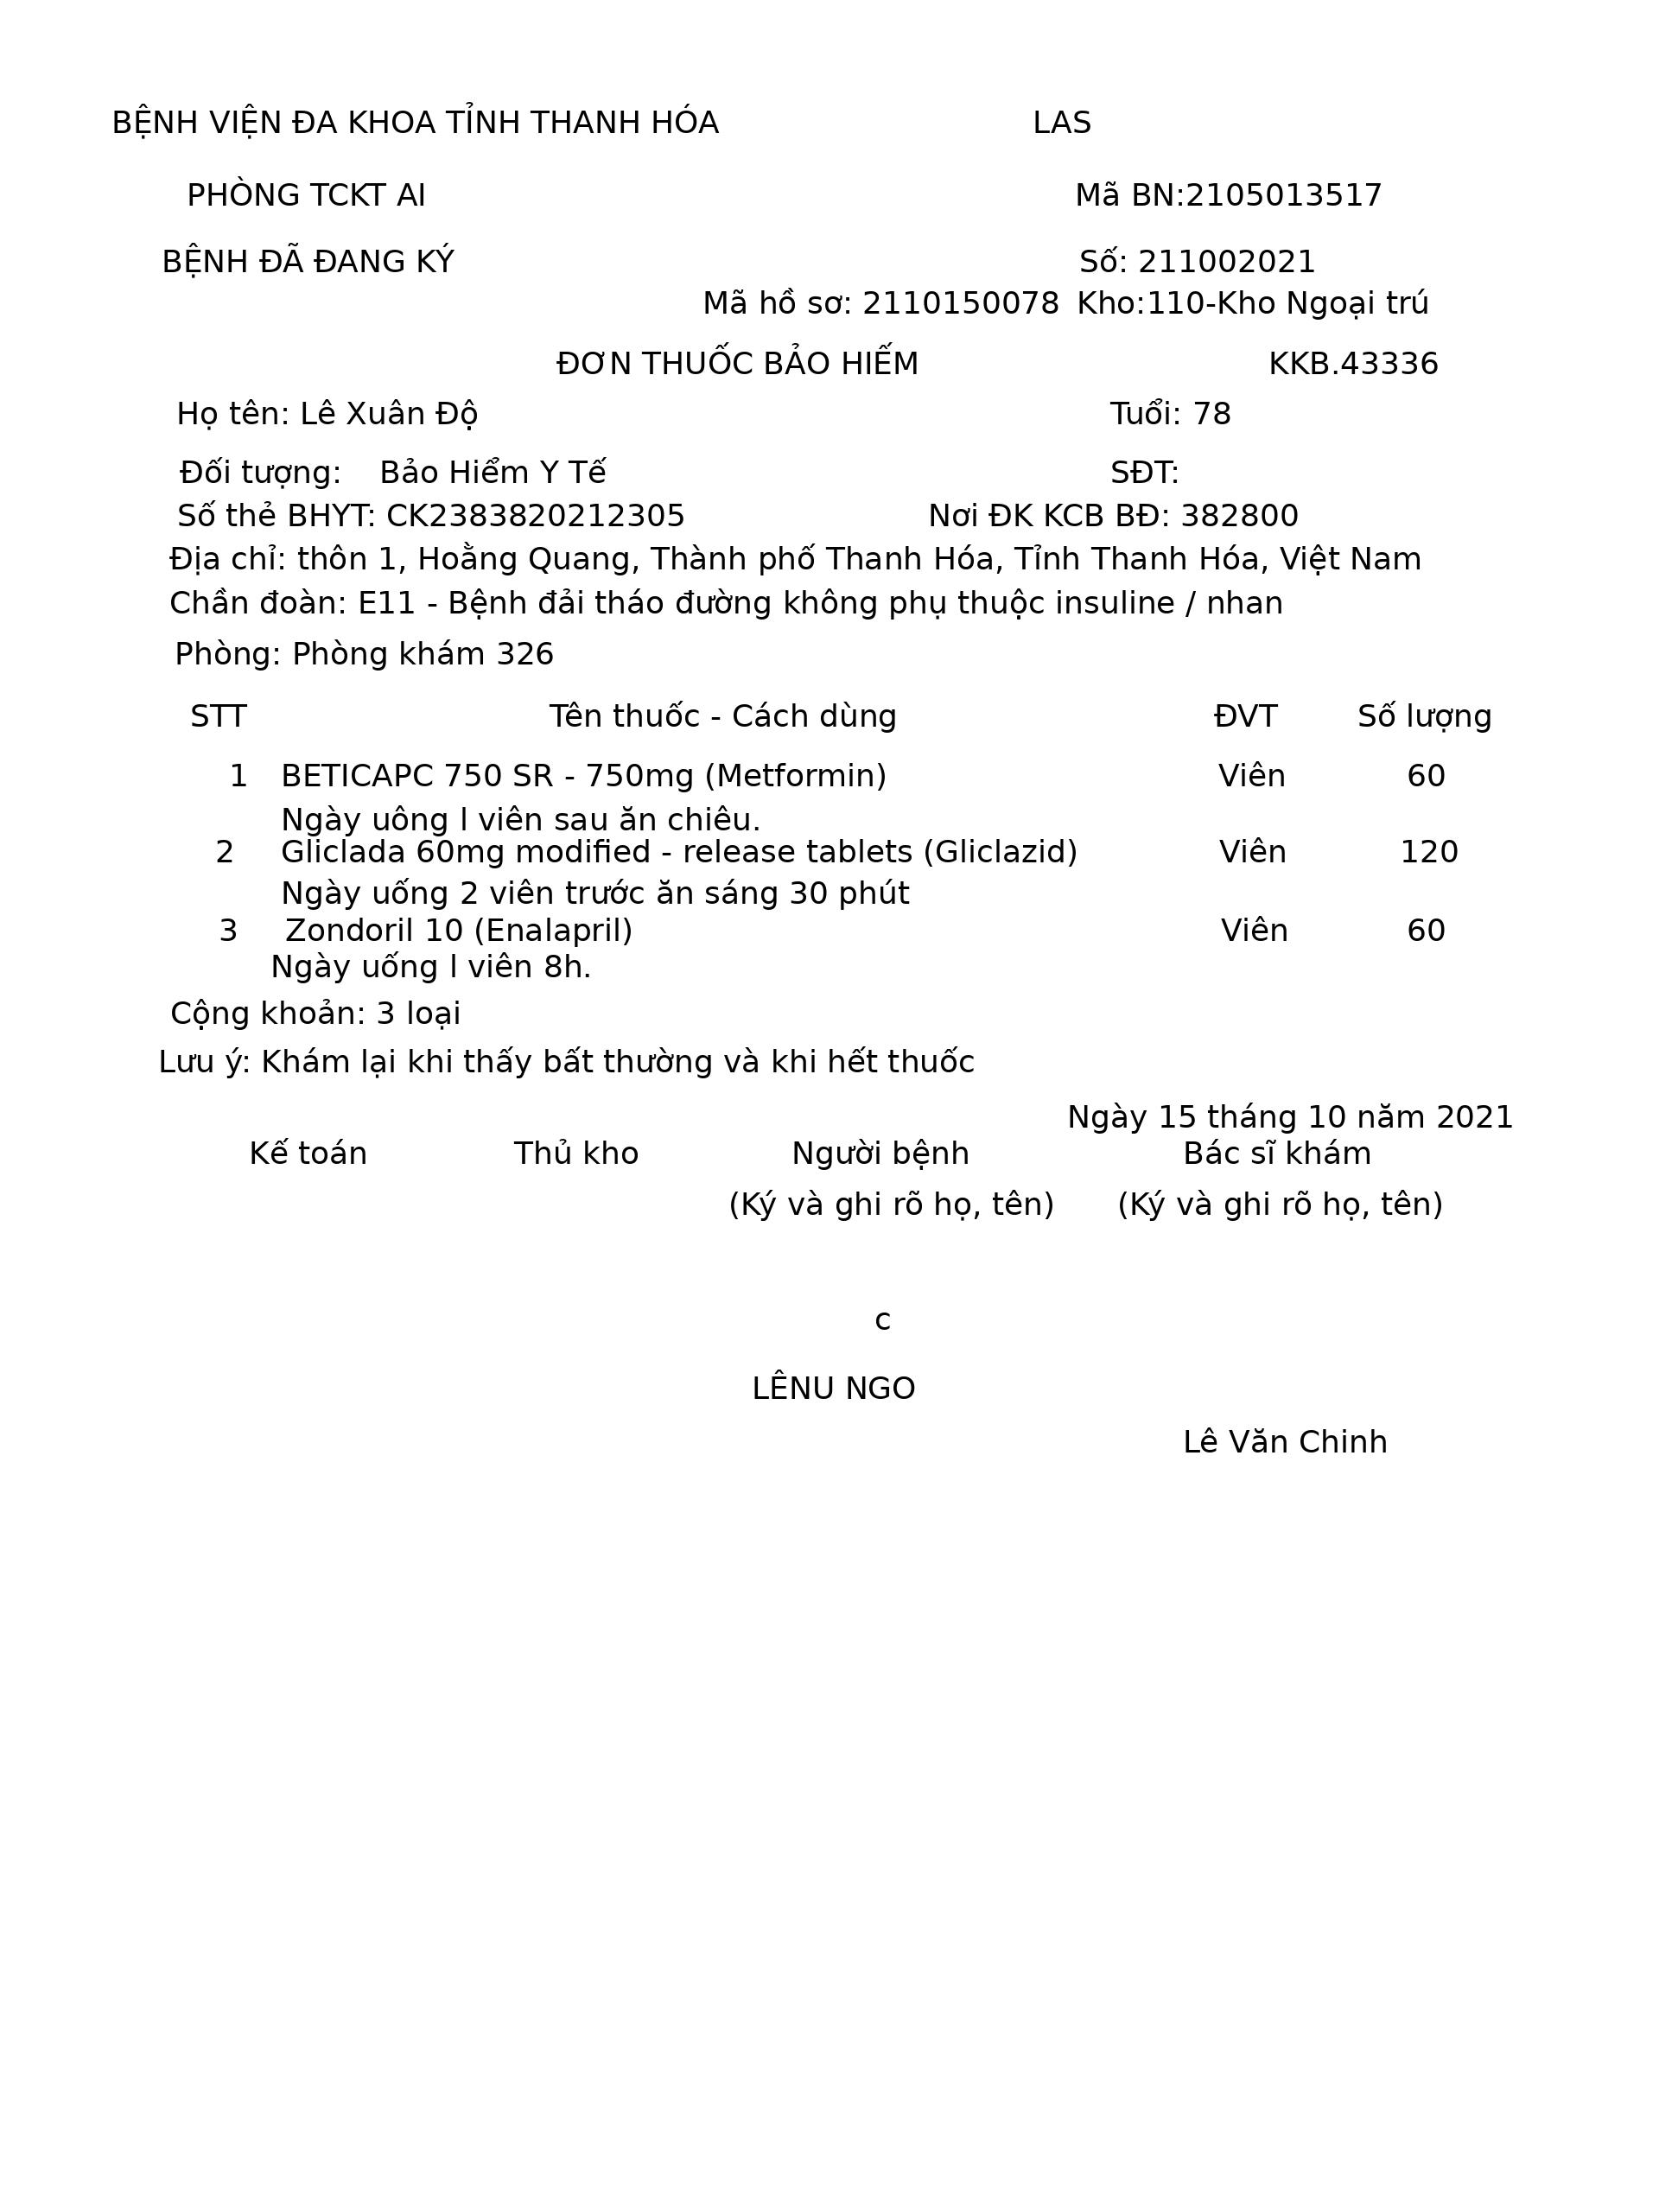 BỆNH VIỆN ĐA KHOA TỈNH THANH HÓA LAS
PHÒNG TCKT AI Mã BN:2105013517
BỆNH ĐÃ ĐANG KÝ Số: 211002021
Mã hồ sơ: 2110150078 Kho:110-Kho Ngoại trú
ĐƠN THUỐC BẢO HIẾM KKB.43336
Họ tên: Lê Xuân Độ Tuổi: 78
Đối tượng: Bảo Hiểm Y Tế SĐT:
Số thẻ BHYT: CK2383820212305 Nơi ĐK KCB BĐ: 382800
Địa chỉ: thôn 1, Hoằng Quang, Thành phố Thanh Hóa, Tỉnh Thanh Hóa, Việt Nam
Chần đoàn: E11 - Bệnh đải tháo đường không phụ thuộc insuline / nhan
Phòng: Phòng khám 326
STT Tên thuốc - Cách dùng ĐVT Số lượng
1 BETICAPC 750 SR - 750mg (Metformin) Viên 60
Ngày uông l viên sau ăn chiêu.
2 Gliclada 60mg modified - release tablets (Gliclazid) Viên 120
Ngày uống 2 viên trước ăn sáng 30 phút
3 Zondoril 10 (Enalapril) Viên 60
Ngày uống l viên 8h.
Cộng khoản: 3 loại
Lưu ý: Khám lại khi thấy bất thường và khi hết thuốc
Ngày 15 tháng 10 năm 2021
Kế toán Thủ kho Người bệnh Bác sĩ khám
(Ký và ghi rõ họ, tên) (Ký và ghi rõ họ, tên)
c
LÊNU NGO
Lê Văn Chinh